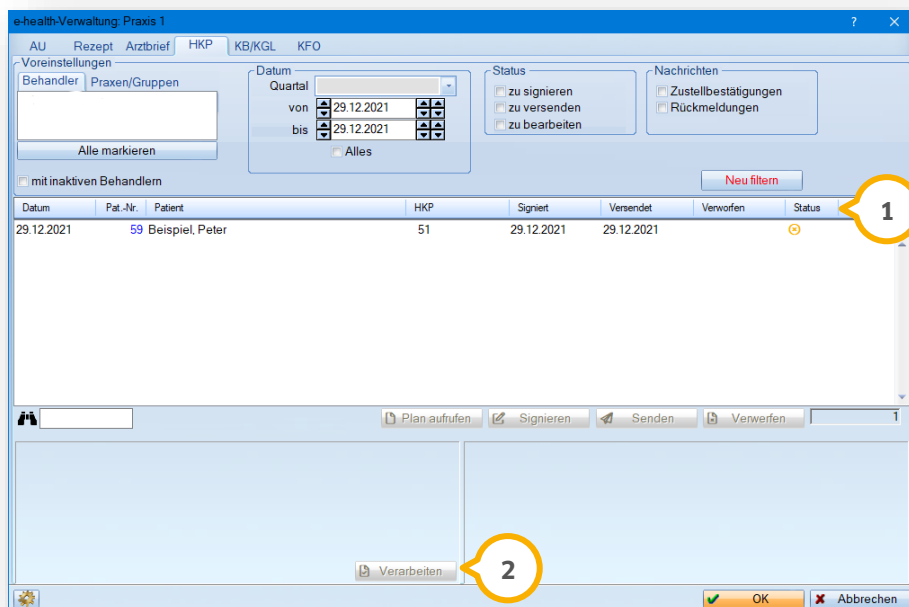 e-health-Verwaltung: Praxis 1 ?
AU Rezept Arztbrief HKP KB/KGL KFO
Voreinstellungen
Behandler Praxen/Gruppen
Alle markieren
mit inaktiven Behandlern
Datum
Quartal
von 29.12.2021
bis 29.12.2021
Alles
Status
zu signieren
zu versenden
zu bearbeiten
Nachrichten
Zustellbestätigungen
Rückmeldungen
Neu filtern
Datum Pat.-Nr. Patient HKP Signiert Versendet Verworfen Status
1
29.12.2021 59 Beispiel, Peter 51 29.12.2021 29.12.2021
Plan aufrufen Signieren Senden Verwerfen 1
Verarbeiten
2
OK Abbrechen